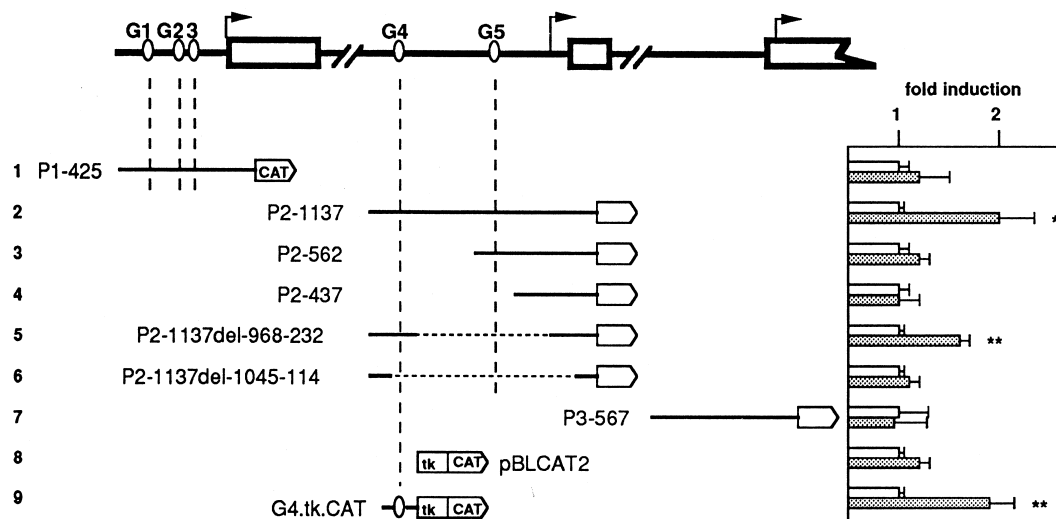 G1 G2 3 G4 G5
fold induction
1 2
1 P1-425 CAT
2 P2-1137 *
3 P2-562
4 P2-437
5 P2-1137del-968-232 **
6 P2-1137del-1045-114
7 P3-567
8 tk CAT pBLCAT2
9 G4.tk.CAT tk CAT **